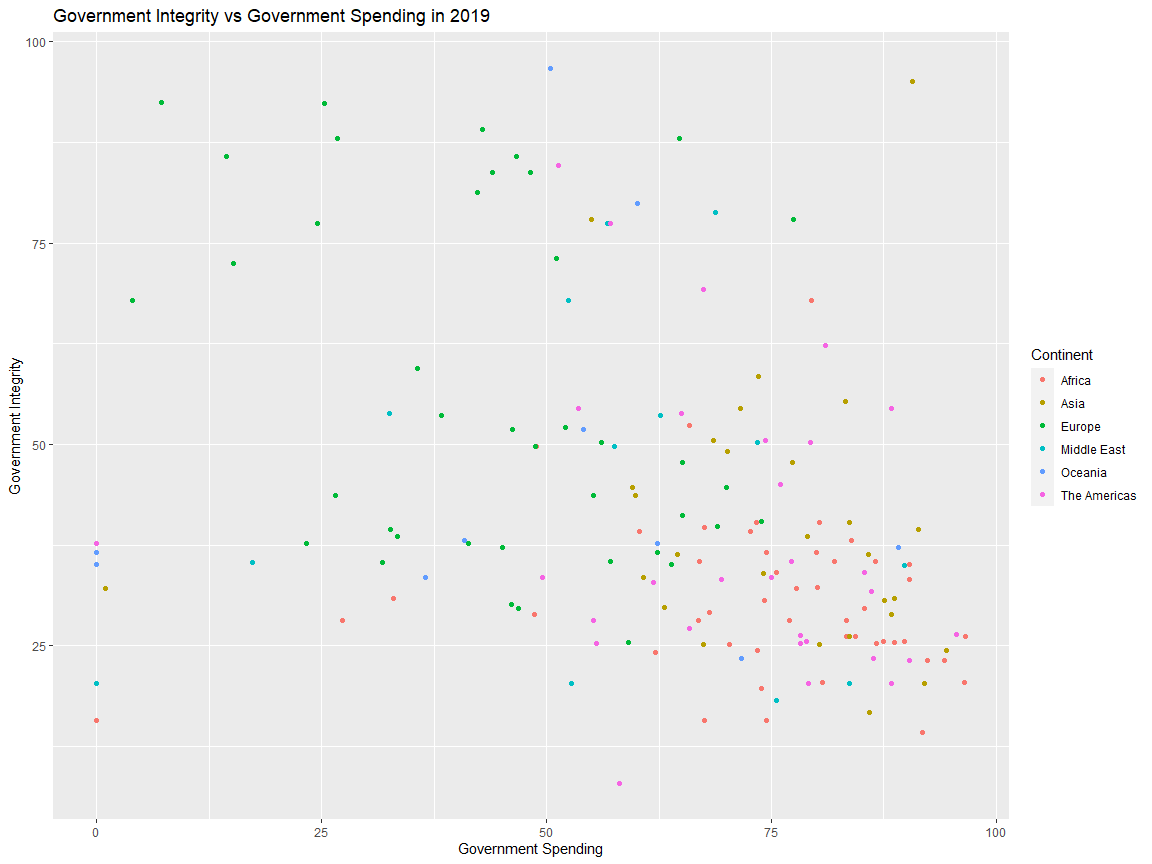 Government Integrity vs Government Spending in 2019
100
75
50
25
Government Integrity
0
25
50
75
100
Government Spending
Continent
Africa
Asia
Europe
Middle East
Oceania
The Americas